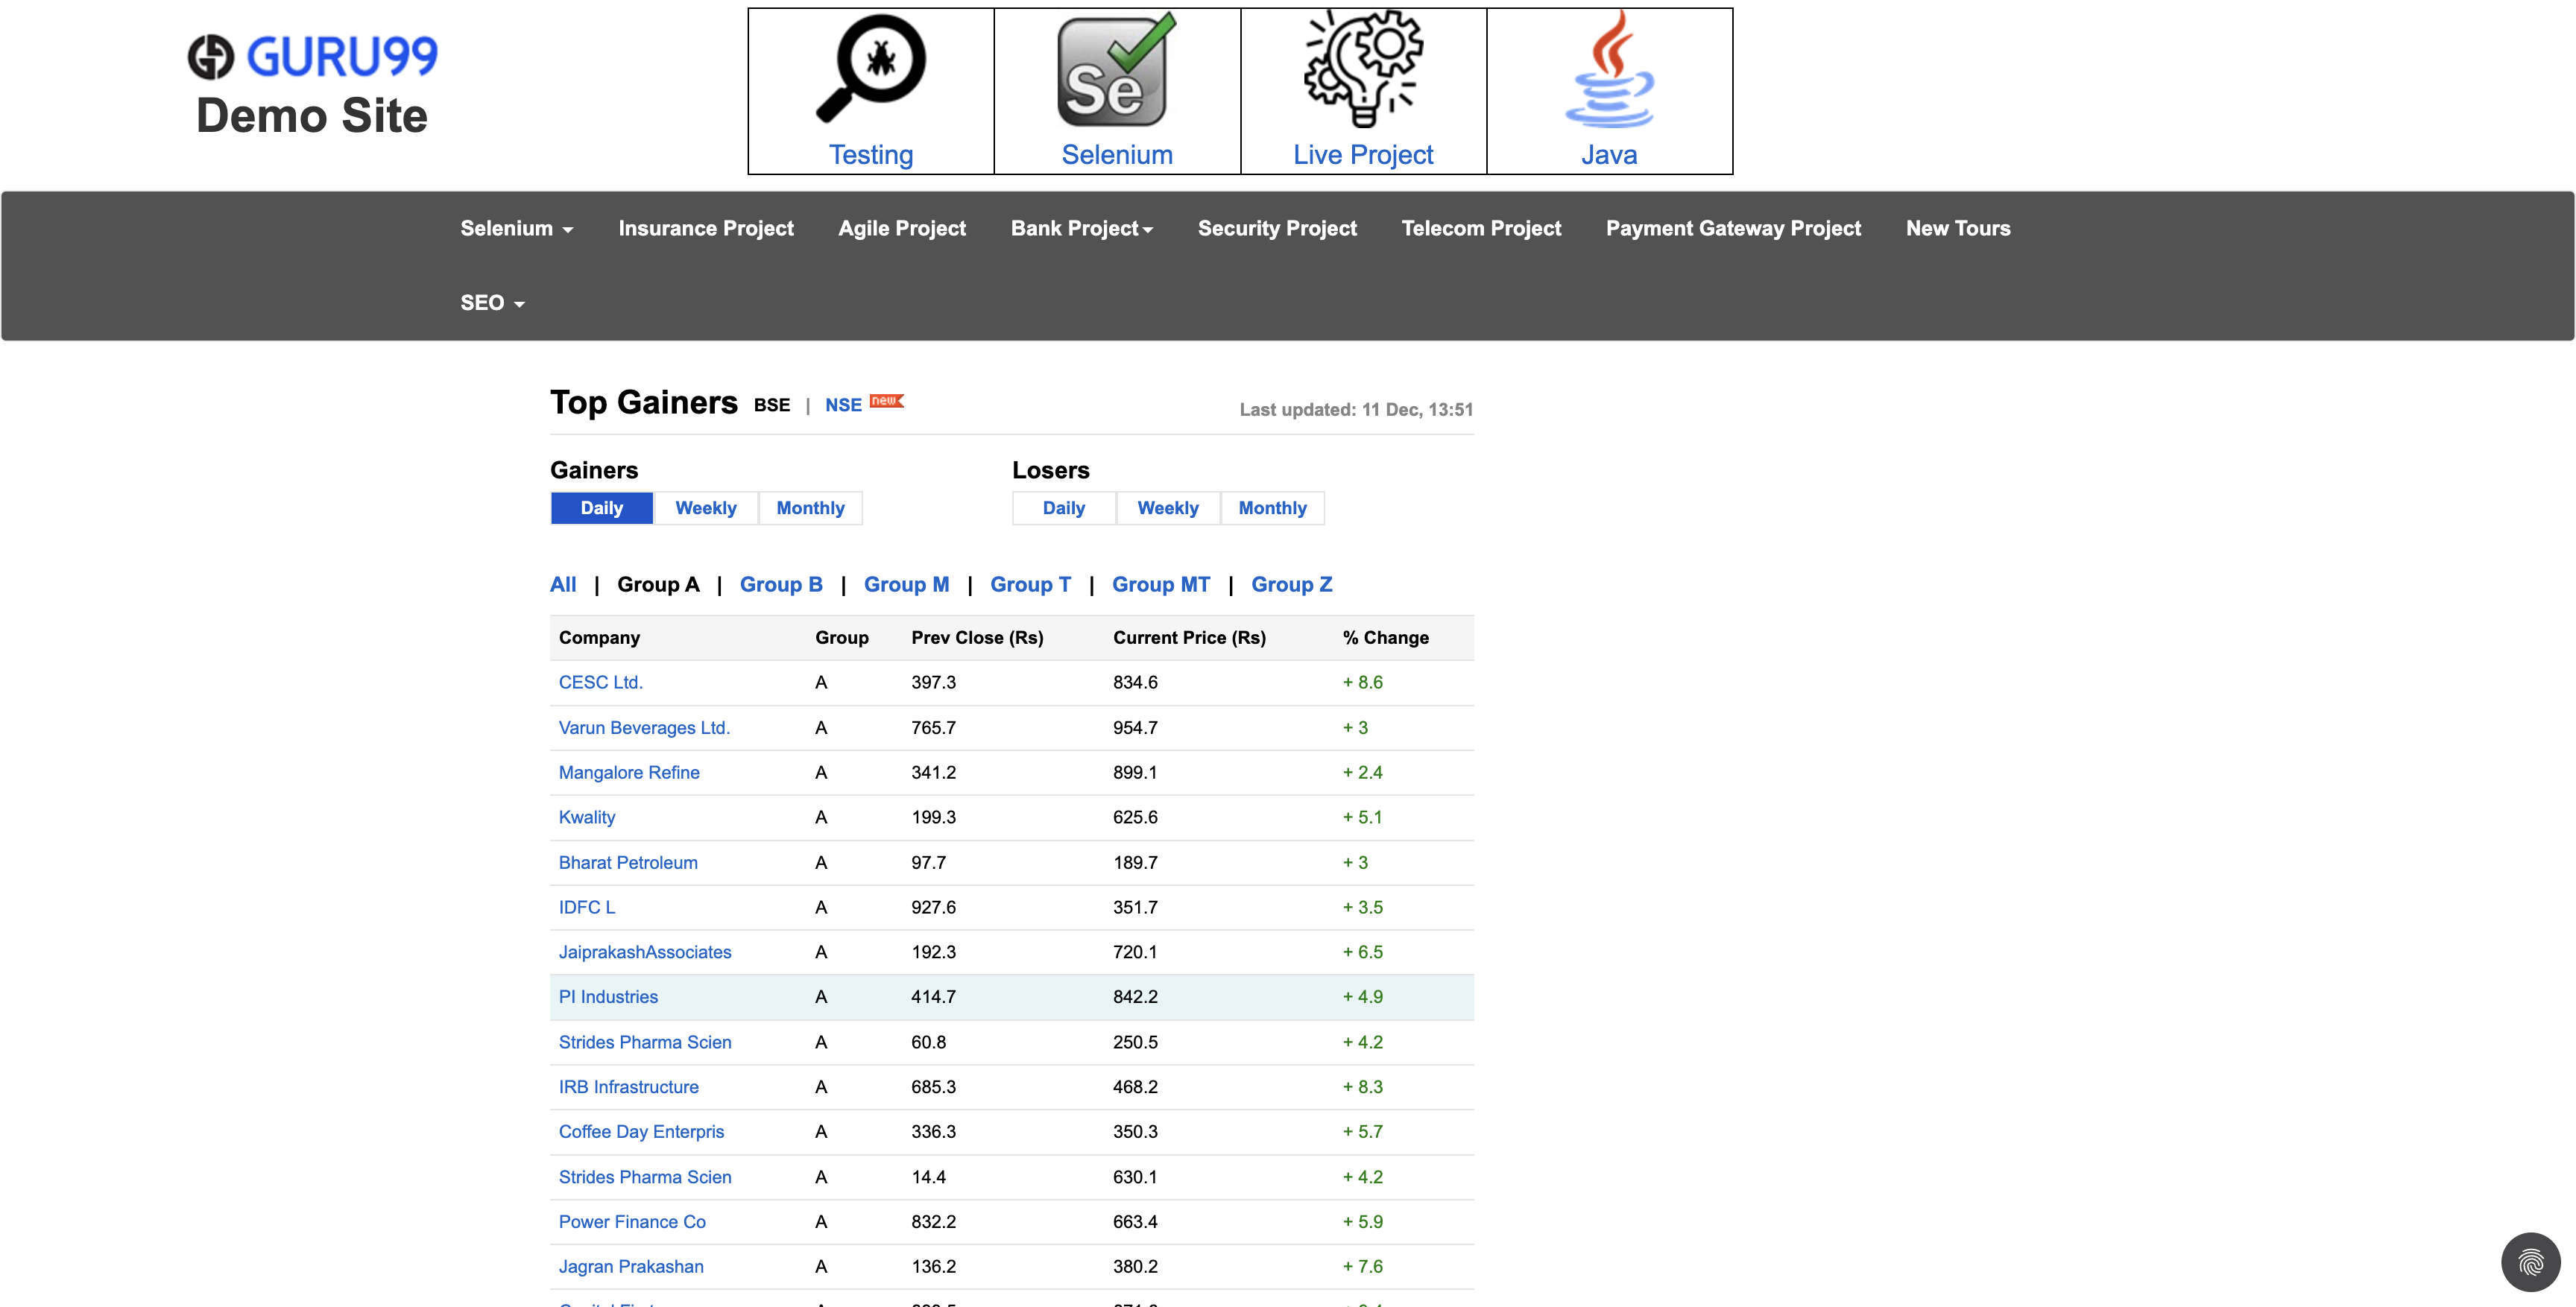 GURU99
Demo Site
Se
Testing Selenium Live Project Java
Selenium Insurance Project Agile Project Bank Project Security Project Telecom Project Payment Gateway Project New Tours
SEO
Top Gainers BSE | NSE new Last updated: 11 Dec, 13:51
Gainers Losers
Daily Weekly Monthly Daily Weekly Monthly
All | Group A | Group B | Group M | Group T | Group MT | Group Z
Company Group Prev Close (Rs) Current Price (Rs) % Change
CESC Ltd. A 397.3 834.6 + 8.6
Varun Beverages Ltd. A 765.7 954.7 + 3
Mangalore Refine A 341.2 899.1 + 2.4
Kwality A 199.3 625.6 + 5.1
Bharat Petroleum A 97.7 189.7 + 3
IDFC L A 927.6 351.7 + 3.5
JaiprakashAssociates A 192.3 720.1 + 6.5
PI Industries A 414.7 842.2 + 4.9
Strides Pharma Scien A 60.8 250.5 + 4.2
IRB Infrastructure A 685.3 468.2 + 8.3
Coffee Day Enterpris A 336.3 350.3 + 5.7
Strides Pharma Scien A 14.4 630.1 + 4.2
Power Finance Co A 832.2 663.4 + 5.9
Jagran Prakashan A 136.2 380.2 + 7.6